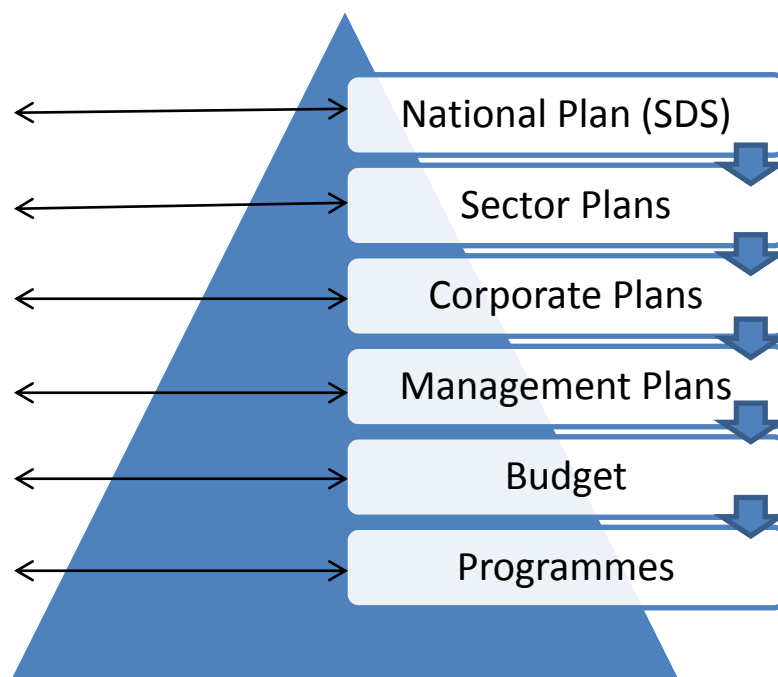 National Plan (SDS)
Sector Plans
Corporate Plans
Management Plans
Budget
Programmes